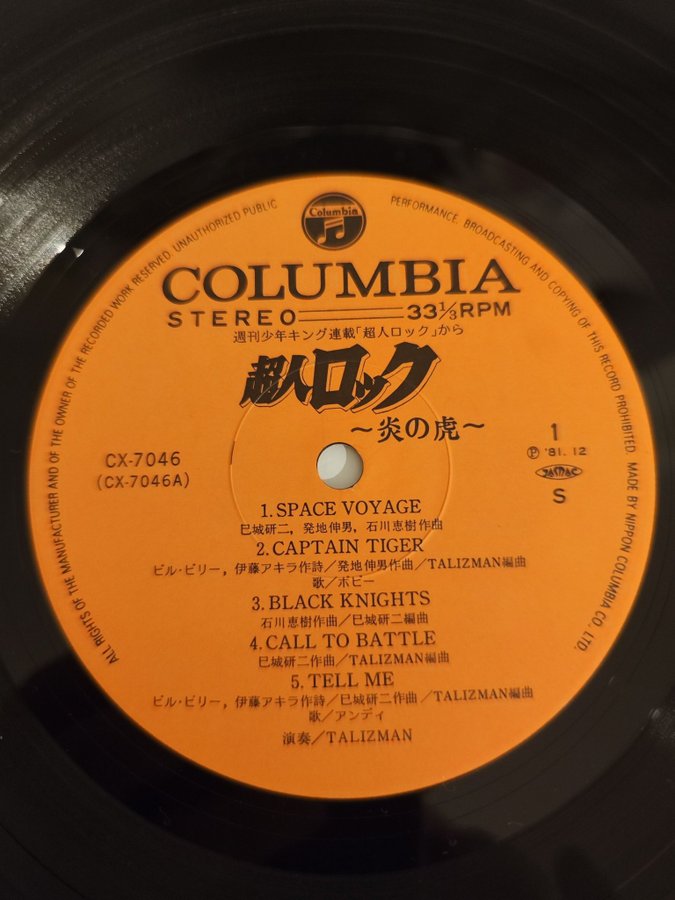 Columbia
ALL RIGHTS OF THE MANUFACTURER AND OF THE OWNER OF THE RECORDED WORK RESERVED. UNAUTHORIZED PUBLIC PERFORMANCE, BROADCASTING AND COPYING OF THIS RECORD PROHIBITED. MADE BY NIPPON COLUMBIA CO., LTD.
COLUMBIA
STEREO 33⅓RPM
週刊少年キング連載「超人ロック」から
超人ロック
～炎の虎～
CX-7046
(CX-7046A)
1
Ⓟ '81. 12
JASRAC
S
1. SPACE VOYAGE
巳城研二, 発地伸男, 石川恵樹作曲
2. CAPTAIN TIGER
ビル・ビリー, 伊藤アキラ作詩／発地伸男作曲／TALIZMAN編曲
歌／ボビー
3. BLACK KNIGHTS
石川恵樹作曲／巳城研二編曲
4. CALL TO BATTLE
巳城研二作曲／TALIZMAN編曲
5. TELL ME
ビル・ビリー, 伊藤アキラ作詩／巳城研二作曲／TALIZMAN編曲
歌／アンディ
演奏／TALIZMAN